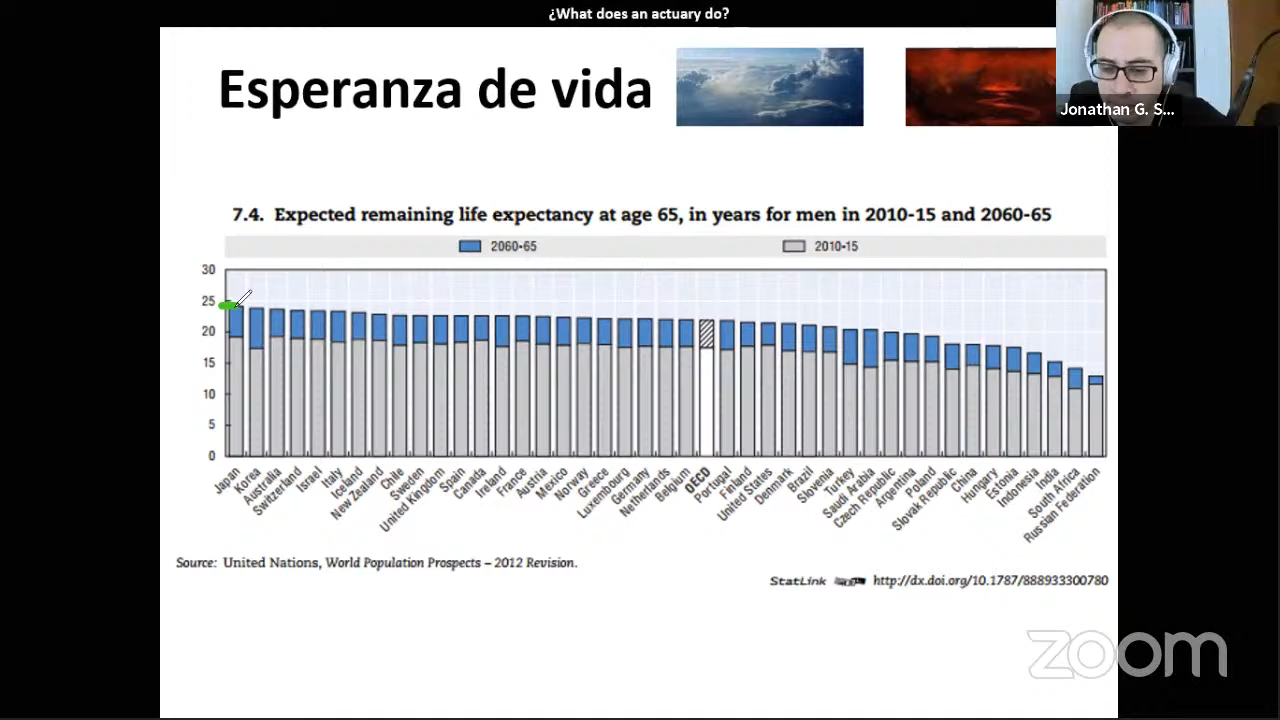 ¿What does an actuary do?
Esperanza de vida
Jonathan G. S...
7.4. Expected remaining life expectancy at age 65, in years for men in 2010-15 and 2060-65
2060-65
2010-15
30
25
20
15
10
5
0
Japan
Korea
Australia
Switzerland
Israel
Italy
Iceland
New Zealand
Chile
Sweden
United Kingdom
Spain
Canada
Ireland
France
Austria
Mexico
Norway
Greece
Luxembourg
Germany
Netherlands
Belgium
OECD
Portugal
Finland
United States
Denmark
Brazil
Slovenia
Turkey
Saudi Arabia
Czech Republic
Argentina
Poland
Slovak Republic
China
Hungary
Estonia
Indonesia
India
South Africa
Russian Federation
Source: United Nations, World Population Prospects – 2012 Revision.
StatLink http://dx.doi.org/10.1787/888933300780
zoom